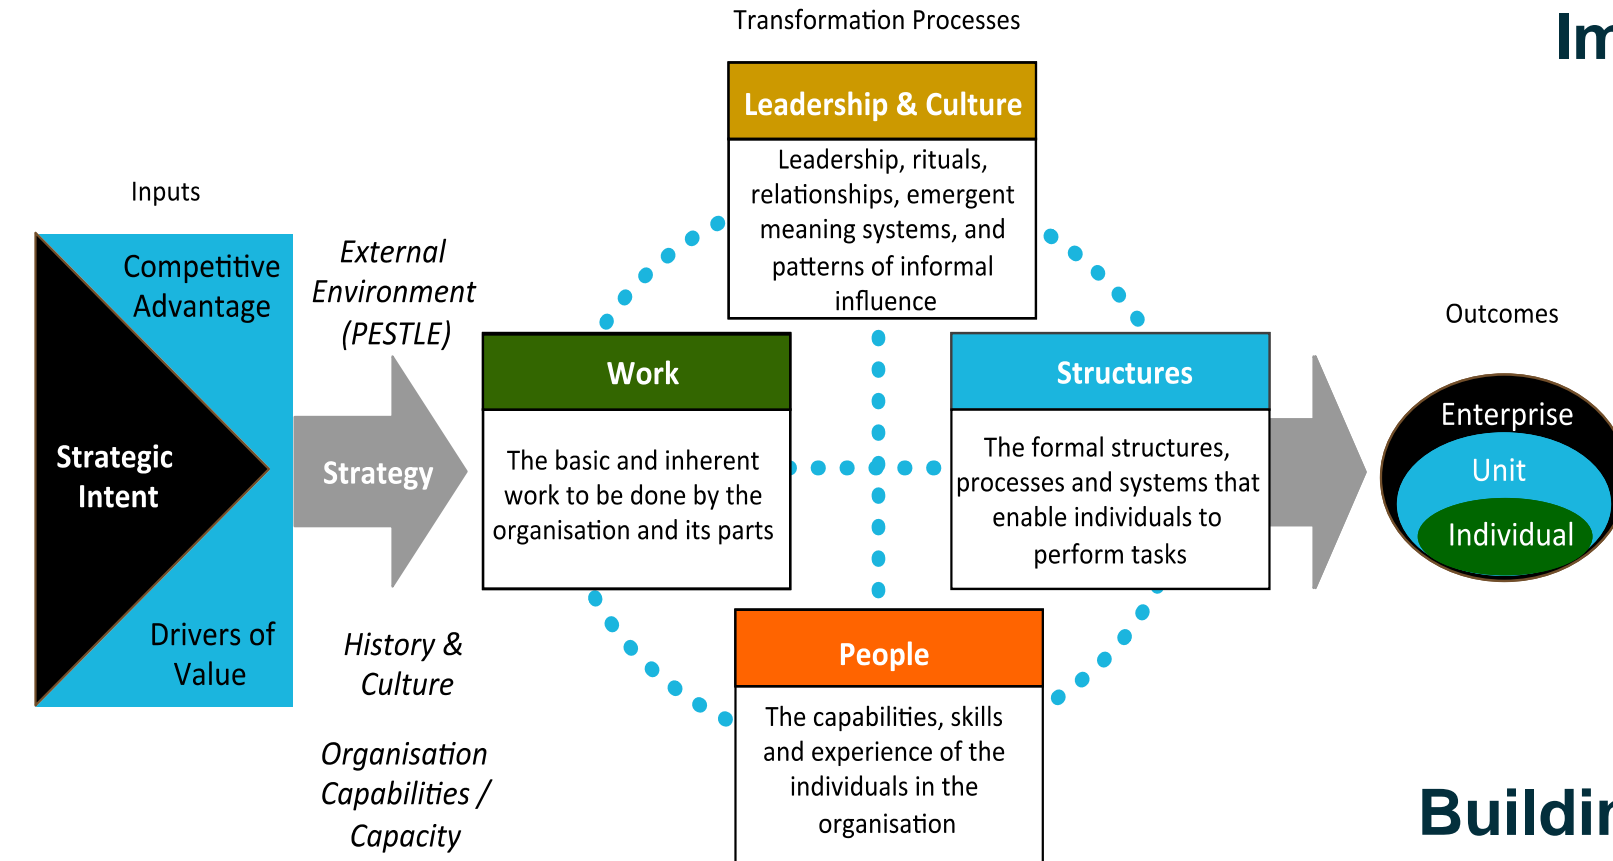 Transformation Processes
Im
Leadership & Culture
Leadership, rituals,
relationships, emergent
meaning systems, and
patterns of informal
influence
Inputs
Competitive
Advantage
Strategic
Intent
Drivers of
Value
External
Environment
(PESTLE)
Strategy
History &
Culture
Organisation
Capabilities /
Capacity
Work
The basic and inherent
work to be done by the
organisation and its parts
Structures
The formal structures,
processes and systems that
enable individuals to
perform tasks
People
The capabilities, skills
and experience of the
individuals in the
organisation
Outcomes
Enterprise
Unit
Individual
Buildin